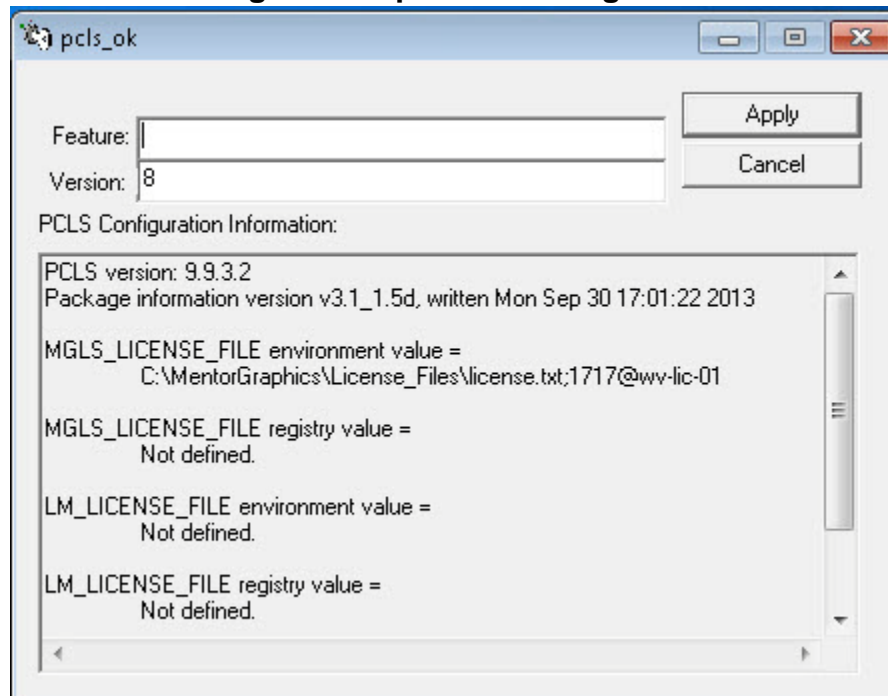 pcls_ok
Feature:
Apply
Version: 8
Cancel
PCLS Configuration Information:
PCLS version: 9.9.3.2
Package information version v3.1_1.5d, written Mon Sep 30 17:01:22 2013
MGLS_LICENSE_FILE environment value =
C:\MentorGraphics\License_Files\license.txt;1717@wv-lic-01
MGLS_LICENSE_FILE registry value =
Not defined.
LM_LICENSE_FILE environment value =
Not defined.
LM_LICENSE_FILE registry value =
Not defined.